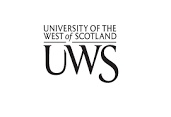 UNIVERSITY OF THE
WEST of SCOTLAND
UWS